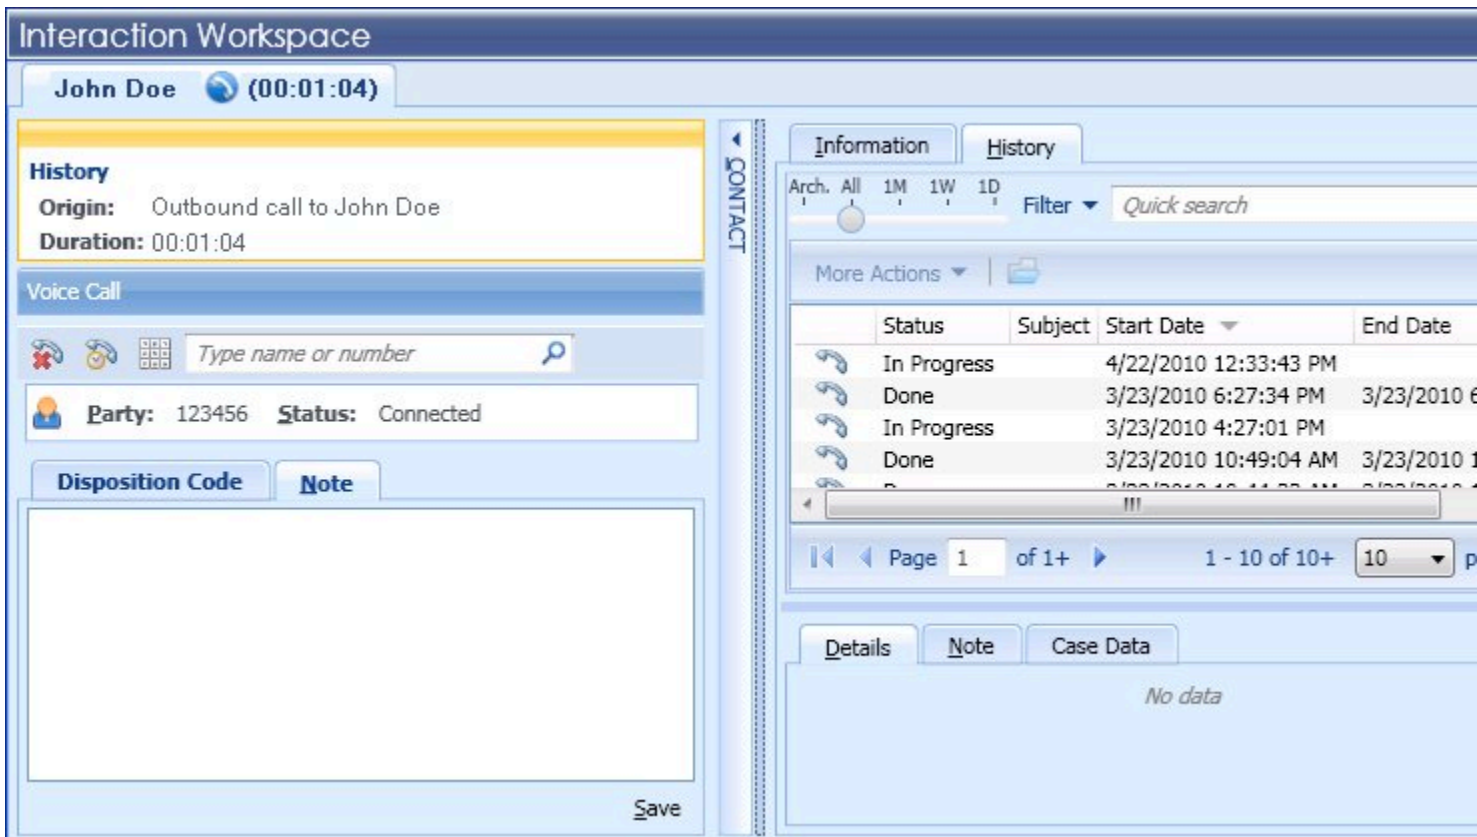 Interaction Workspace
John Doe (00:01:04)
History
Origin: Outbound call to John Doe
Duration: 00:01:04
Voice Call
Type name or number
Party: 123456 Status: Connected
Disposition Code Note
Save
CONTACT
Information History
Arch. All 1M 1W 1D Filter Quick search
More Actions
Status Subject Start Date End Date
In Progress 4/22/2010 12:33:43 PM
Done 3/23/2010 6:27:34 PM 3/23/2010 6
In Progress 3/23/2010 4:27:01 PM
Done 3/23/2010 10:49:04 AM 3/23/2010 1
Page 1 of 1+ 1 - 10 of 10+ 10 p
Details Note Case Data
No data